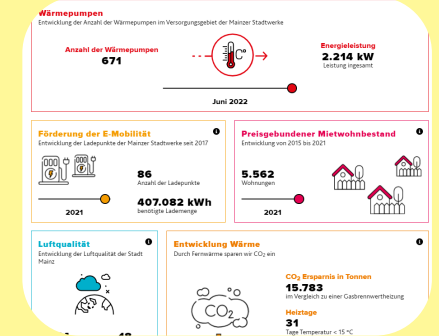 Wärmepumpen
Entwicklung der Anzahl der Wärmepumpen im Versorgungsgebiet der Mainzer Stadtwerke
Anzahl der Wärmepumpen
671
C°
Energieleistung
2.214 kW
Leistung insgesamt
Juni 2022
Förderung der E-Mobilität
Entwicklung der Ladepunkte der Mainzer Stadtwerke seit 2017
86
Anzahl der Ladepunkte
407.082 kWh
benötigte Lademenge
2021
Preisgebundener Mietwohnbestand
Entwicklung von 2015 bis 2021
5.562
Wohnungen
2021
Luftqualität
Entwicklung der Luftqualität der Stadt
Mainz
Entwicklung Wärme
Durch Fernwärme sparen wir CO₂ ein
CO₂
CO₂ Ersparnis in Tonnen
15.783
im Vergleich zu einer Gasbrennwertheizung
Heiztage
31
Tage Temperatur < 15 °C